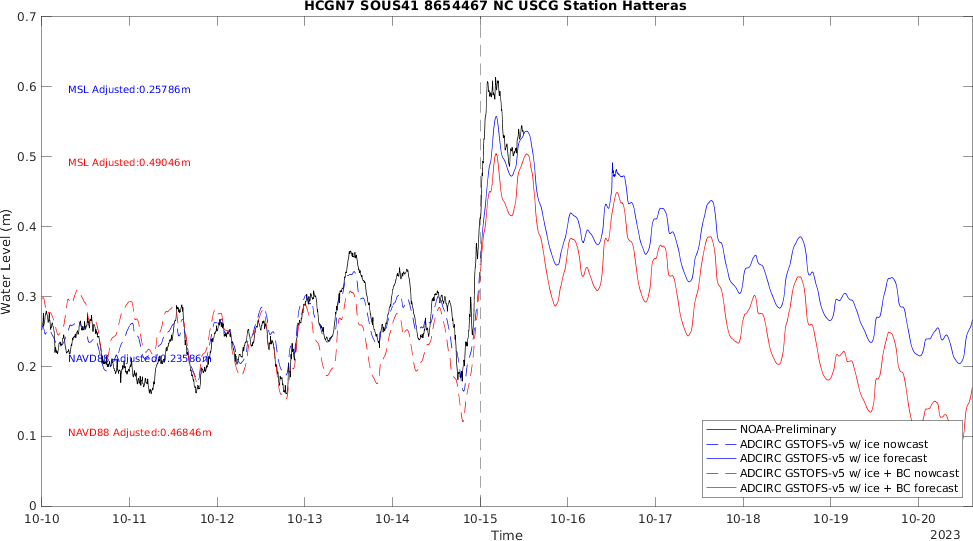 HCGN7 SOUS41 8654467 NC USCG Station Hatteras
0.7
0.6
0.5
0.4
0.3
0.2
0.1
0
Water Level (m)
MSL Adjusted:0.25786m
MSL Adjusted:0.49046m
NAVD88 Adjusted:0.23586m
NAVD88 Adjusted:0.46846m
NOAA-Preliminary
ADCIRC GSTOFS-v5 w/ ice nowcast
ADCIRC GSTOFS-v5 w/ ice forecast
ADCIRC GSTOFS-v5 w/ ice + BC nowcast
ADCIRC GSTOFS-v5 w/ ice + BC forecast
10-10 10-11 10-12 10-13 10-14 10-15 10-16 10-17 10-18 10-19 10-20
Time
2023